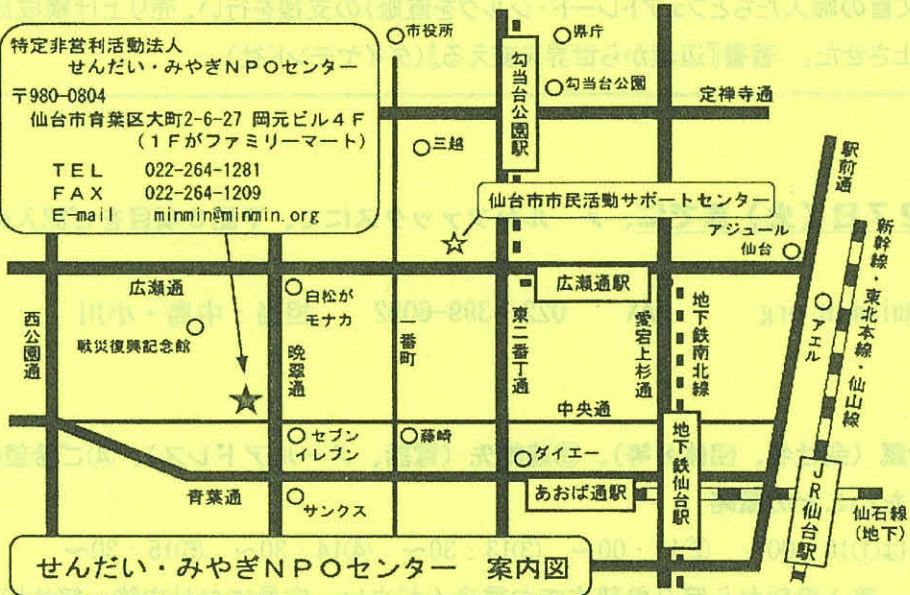 特定非営利活動法人
せんだい・みやぎNPOセンター
〒980-0804
仙台市青葉区大町2-6-27 岡元ビル4F
(1Fがファミリーマート)
TEL 022-264-1281
FAX 022-264-1209
E-mail minmin@minmin.org
市役所
県庁
勾当台公園
勾当台公園駅
定禅寺通
三越
仙台市市民活動サポートセンター
駅前通
アジュール
仙台
新幹線・東北本線・仙山線
広瀬通
広瀬通駅
白松が
モナカ
戦災復興記念館
西公園通
晩翠通
一番町
東二番丁通
愛宕上杉通
地下鉄南北線
アエル
中央通
セブン
イレブン
藤崎
ダイエー
地下鉄仙台駅
JR仙台駅
青葉通
サンクス
あおば通駅
仙石線
(地下)
せんだい・みやぎNPOセンター 案内図